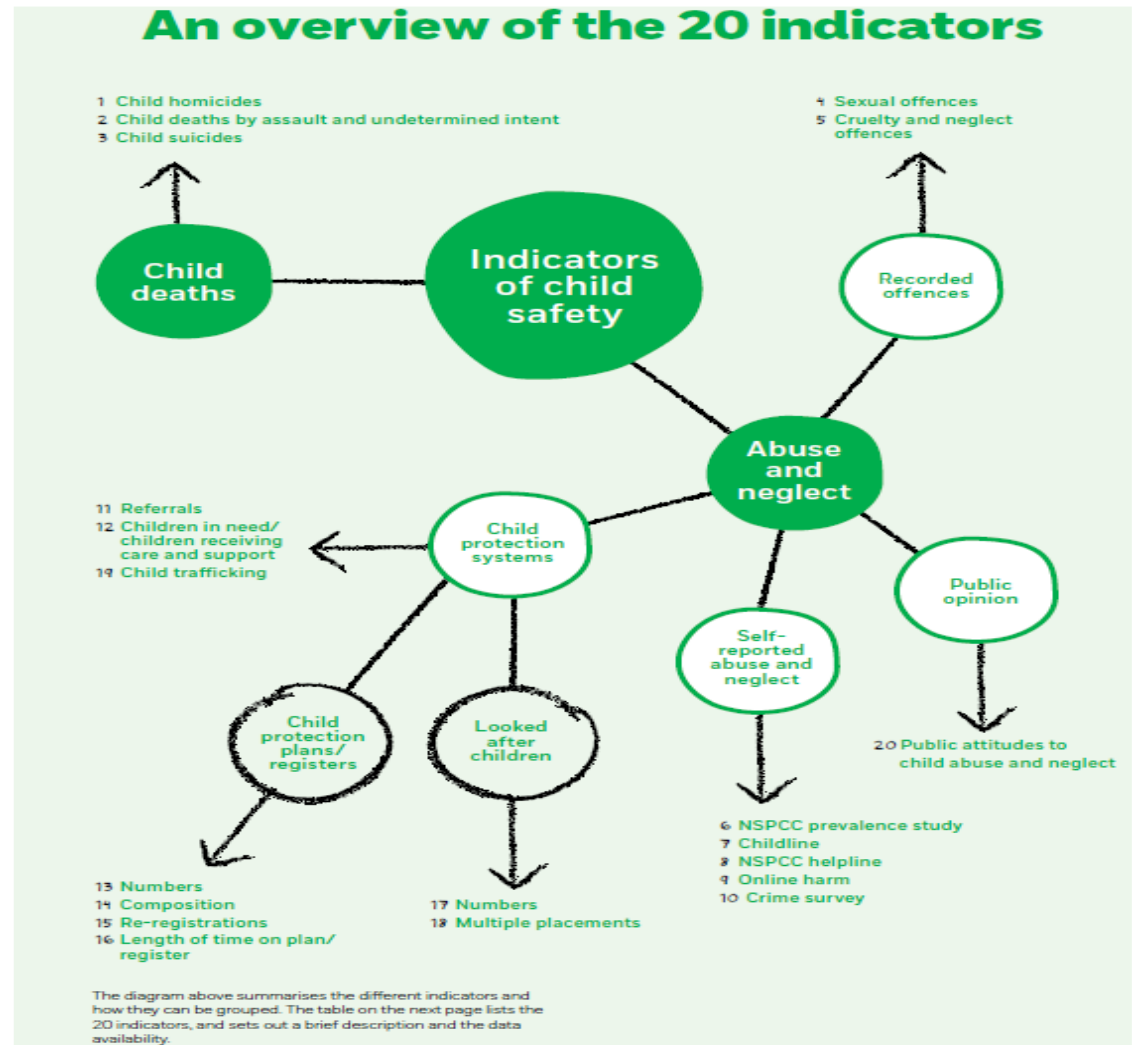 An overview of the 20 indicators
1 Child homicides
2 Child deaths by assault and undetermined intent
3 Child suicides
4 Sexual offences
5 Cruelty and neglect
offences
Child
deaths
Indicators
of child
safety
Recorded
offences
Abuse
and
neglect
11 Referrals
12 Children in need/
children receiving
care and support
19 Child trafficking
Child
protection
systems
Public
opinion
Self-
reported
abuse and
neglect
Child
protection
plans/
registers
Looked
after
children
20 Public attitudes to
child abuse and neglect
6 NSPCC prevalence study
7 Childline
8 NSPCC helpline
9 Online harm
10 Crime survey
13 Numbers
14 Composition
15 Re-registrations
16 Length of time on plan/
register
17 Numbers
18 Multiple placements
The diagram above summarises the different indicators and
how they can be grouped. The table on the next page lists the
20 indicators, and sets out a brief description and the data
availability.